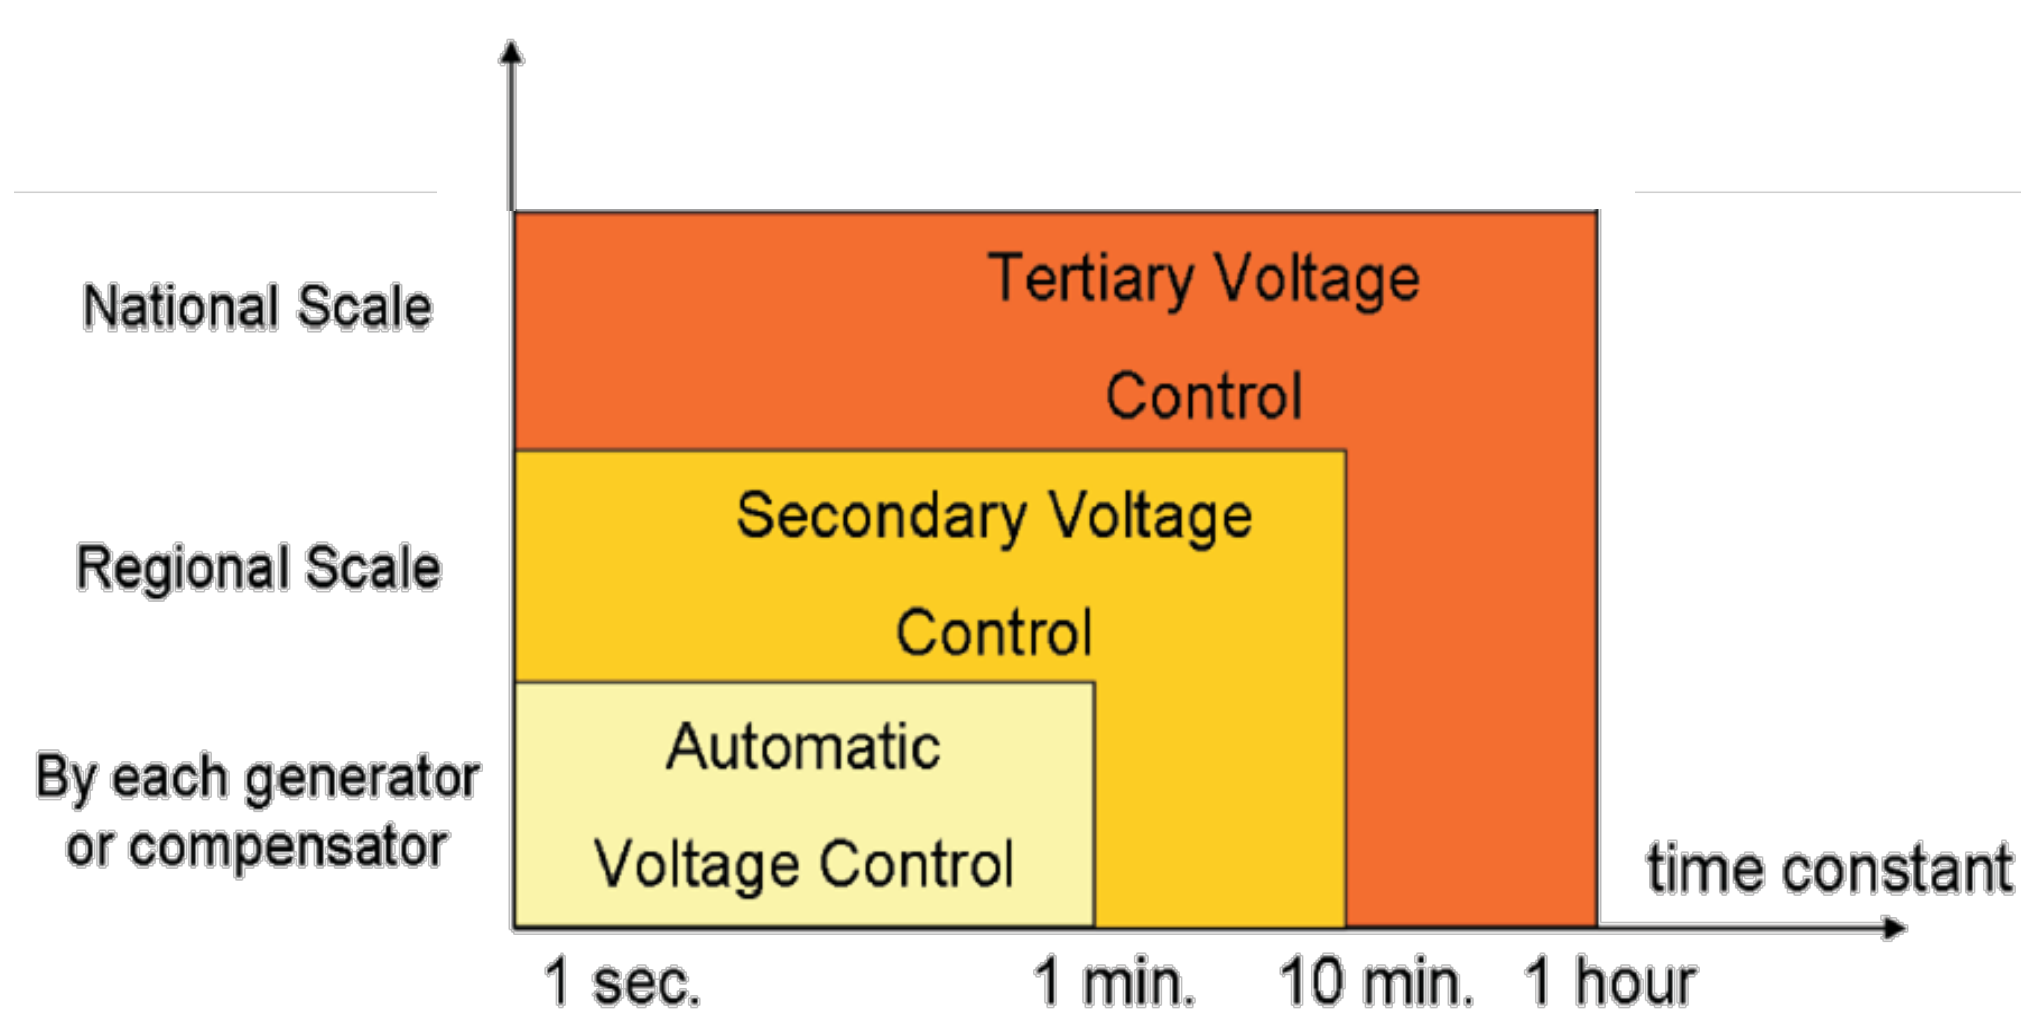 National Scale
Tertiary Voltage
Control
Regional Scale
Secondary Voltage
Control
By each generator
or compensator
Automatic
Voltage Control
time constant
1 sec.
1 min.
10 min.
1 hour